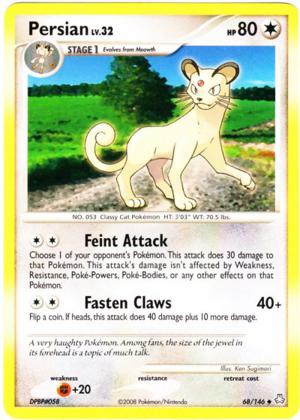 Persian LV.32 HP 80
STAGE 1 Evolves from Meowth
NO. 053 Classy Cat Pokémon HT: 3'03" WT: 70.5 lbs.
Feint Attack
Choose 1 of your opponent's Pokémon. This attack does 30 damage to
that Pokémon. This attack's damage isn't affected by Weakness,
Resistance, Poké-Powers, Poké-Bodies, or any other effects on
that Pokémon.
Fasten Claws 40+
Flip a coin. If heads, this attack does 40 damage plus 10 more damage.
A very haughty Pokémon. Among fans, the size of the jewel in
its forehead is a topic of much talk.
Illus. Ken Sugimori
weakness resistance retreat cost
+20
DPBP#058 ©2008 Pokémon/Nintendo 68/146